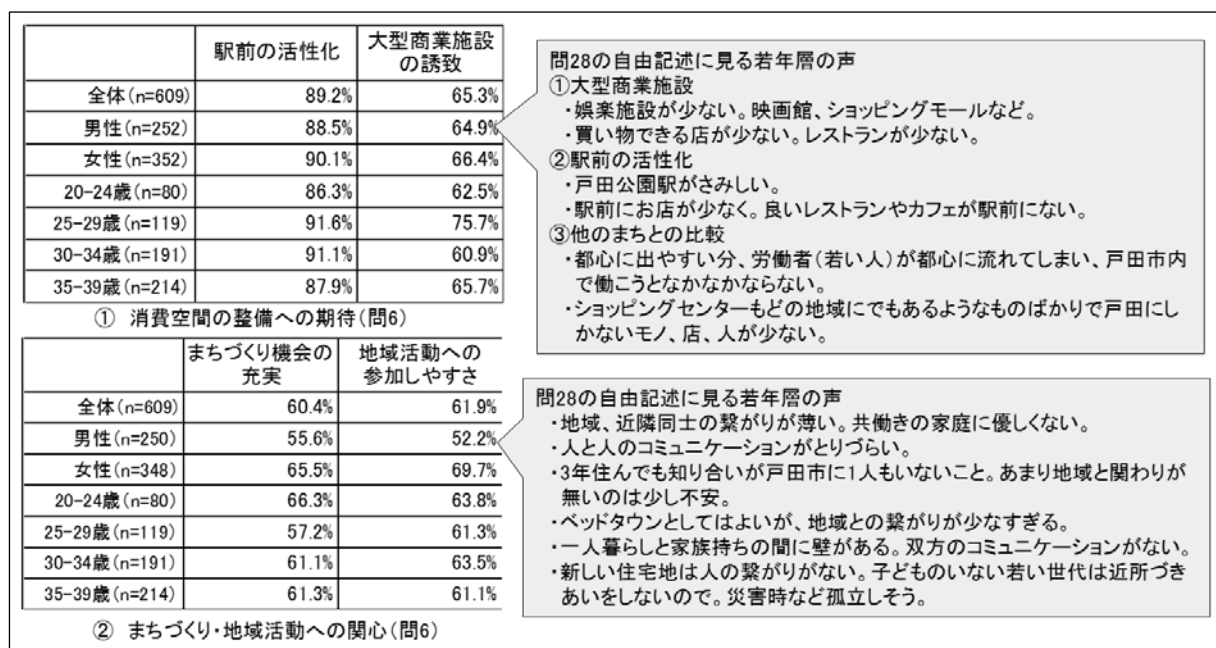 駅前の活性化 大型商業施設の誘致
全体(n=609) 89.2% 65.3%
男性(n=252) 88.5% 64.9%
女性(n=352) 90.1% 66.4%
20-24歳(n=80) 86.3% 62.5%
25-29歳(n=119) 91.6% 75.7%
30-34歳(n=191) 91.1% 60.9%
35-39歳(n=214) 87.9% 65.7%
① 消費空間の整備への期待(問6)
問28の自由記述に見る若年層の声
①大型商業施設
・娯楽施設が少ない。映画館、ショッピングモールなど。
・買い物できる店が少ない。レストランが少ない。
②駅前の活性化
・戸田公園駅がさみしい。
・駅前にお店が少なく。良いレストランやカフェが駅前にない。
③他のまちとの比較
・都心に出やすい分、労働者(若い人)が都心に流れてしまい、戸田市内
で働こうとなかなかならない。
・ショッピングセンターもどの地域にでもあるようなものばかりで戸田にし
かないモノ、店、人が少ない。
まちづくり機会の充実 地域活動への参加しやすさ
全体(n=609) 60.4% 61.9%
男性(n=250) 55.6% 52.2%
女性(n=348) 65.5% 69.7%
20-24歳(n=80) 66.3% 63.8%
25-29歳(n=119) 57.2% 61.3%
30-34歳(n=191) 61.1% 63.5%
35-39歳(n=214) 61.3% 61.1%
② まちづくり・地域活動への関心(問6)
問28の自由記述に見る若年層の声
・地域、近隣同士の繋がりが薄い。共働きの家庭に優しくない。
・人と人のコミュニケーションがとりづらい。
・3年住んでも知り合いが戸田市に1人もいないこと。あまり地域と関わりが
無いのは少し不安。
・ベッドタウンとしてはよいが、地域との繋がりが少なすぎる。
・一人暮らしと家族持ちの間に壁がある。双方のコミュニケーションがない。
・新しい住宅地は人の繋がりがない。子どものいない若い世代は近所づき
あいをしないので。災害時など孤立しそう。